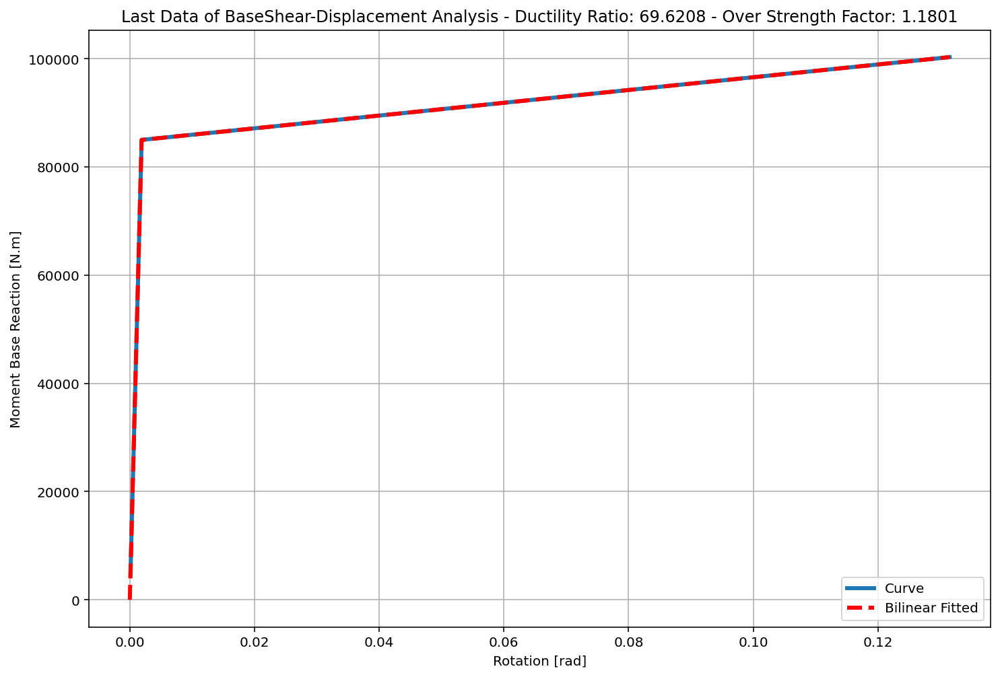 Last Data of BaseShear-Displacement Analysis - Ductility Ratio: 69.6208 - Over Strength Factor: 1.1801
100000
80000
60000
40000
20000
0
Moment Base Reaction [N.m]
0.00 0.02 0.04 0.06 0.08 0.10 0.12
Rotation [rad]
Curve
Bilinear Fitted